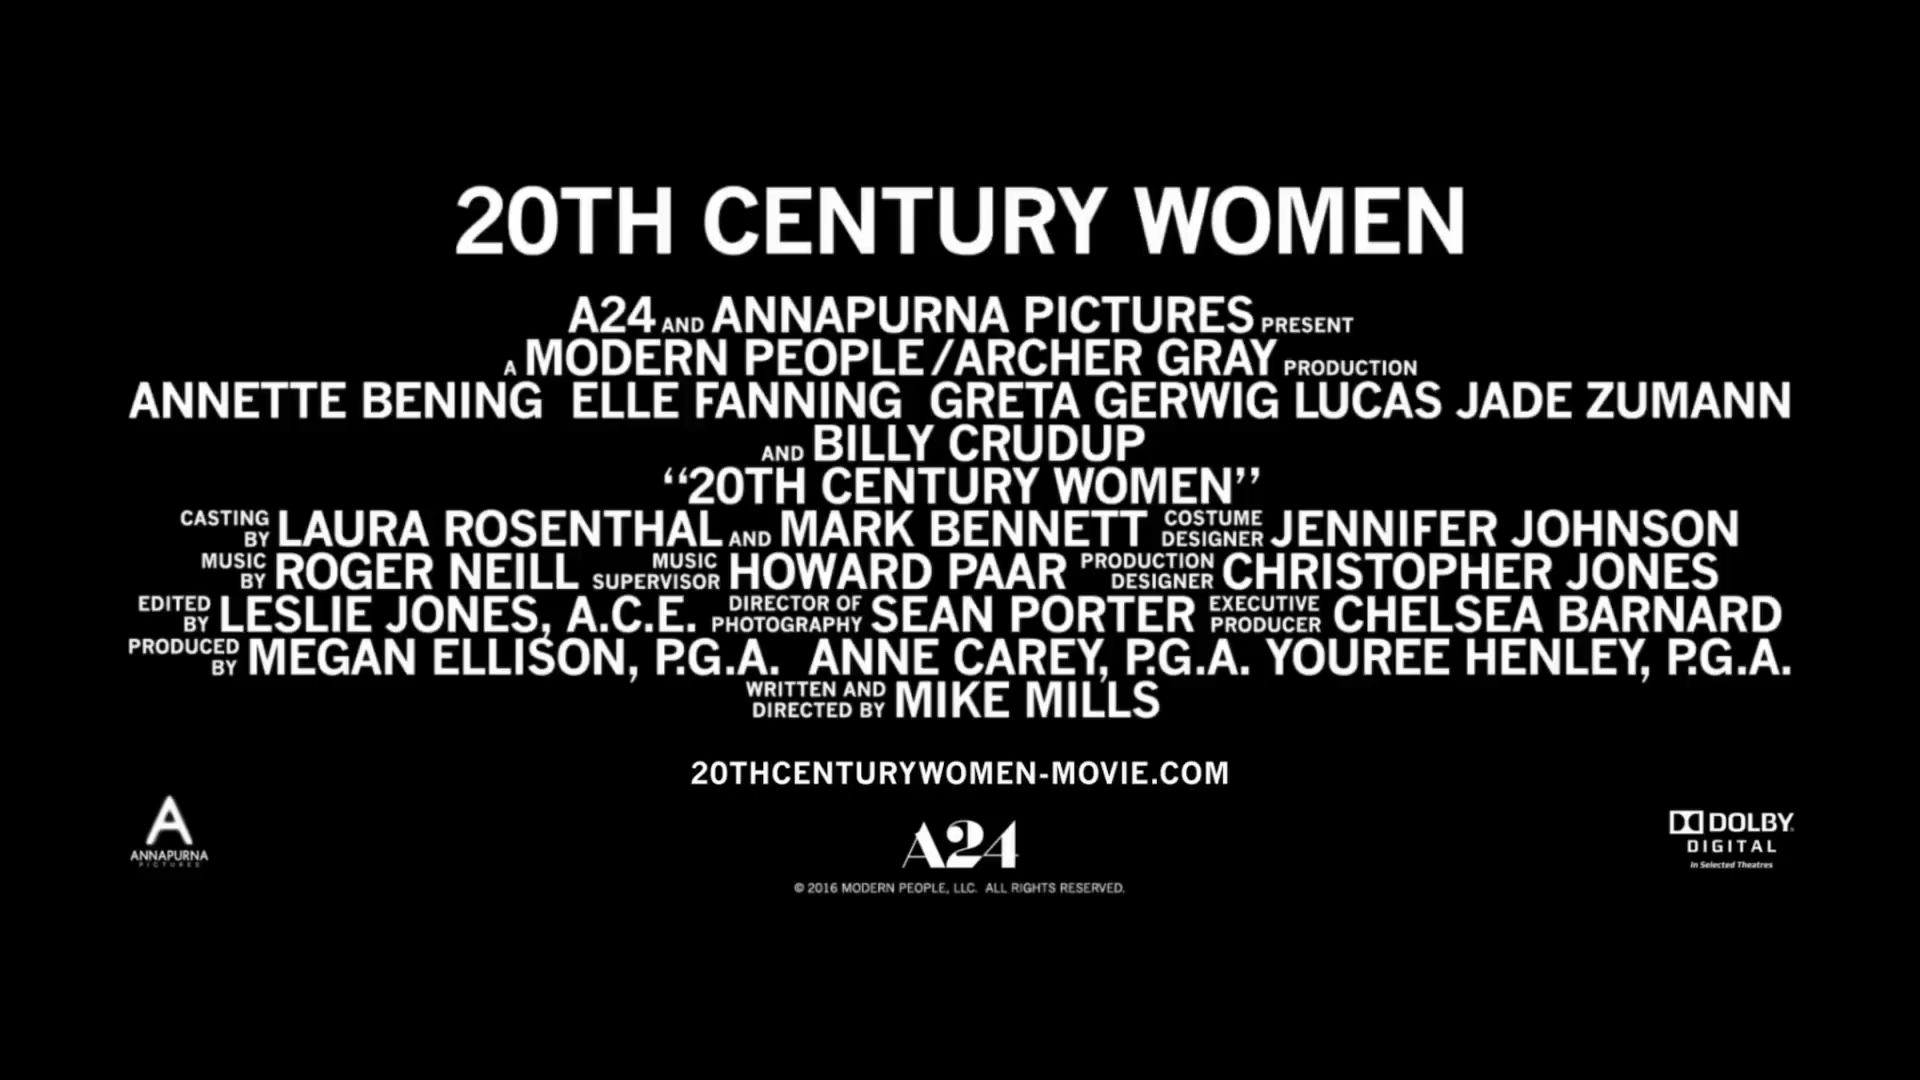 20TH CENTURY WOMEN
A24 AND ANNAPURNA PICTURES PRESENT
A MODERN PEOPLE/ARCHER GRAY PRODUCTION
ANNETTE BENING ELLE FANNING GRETA GERWIG LUCAS JADE ZUMANN
AND BILLY CRUDUP
“20TH CENTURY WOMEN”
CASTING BY LAURA ROSENTHAL AND MARK BENNETT COSTUME DESIGNER JENNIFER JOHNSON
MUSIC BY ROGER NEILL MUSIC SUPERVISOR HOWARD PAAR PRODUCTION DESIGNER CHRISTOPHER JONES
EDITED BY LESLIE JONES, A.C.E. DIRECTOR OF PHOTOGRAPHY SEAN PORTER EXECUTIVE PRODUCER CHELSEA BARNARD
PRODUCED BY MEGAN ELLISON, P.G.A. ANNE CAREY, P.G.A. YOUREE HENLEY, P.G.A.
WRITTEN AND DIRECTED BY MIKE MILLS
20THCENTURYWOMEN-MOVIE.COM
A
ANNAPURNA
PICTURES
A24
DOLBY
DIGITAL
In Selected Theatres
© 2016 MODERN PEOPLE, LLC. ALL RIGHTS RESERVED.